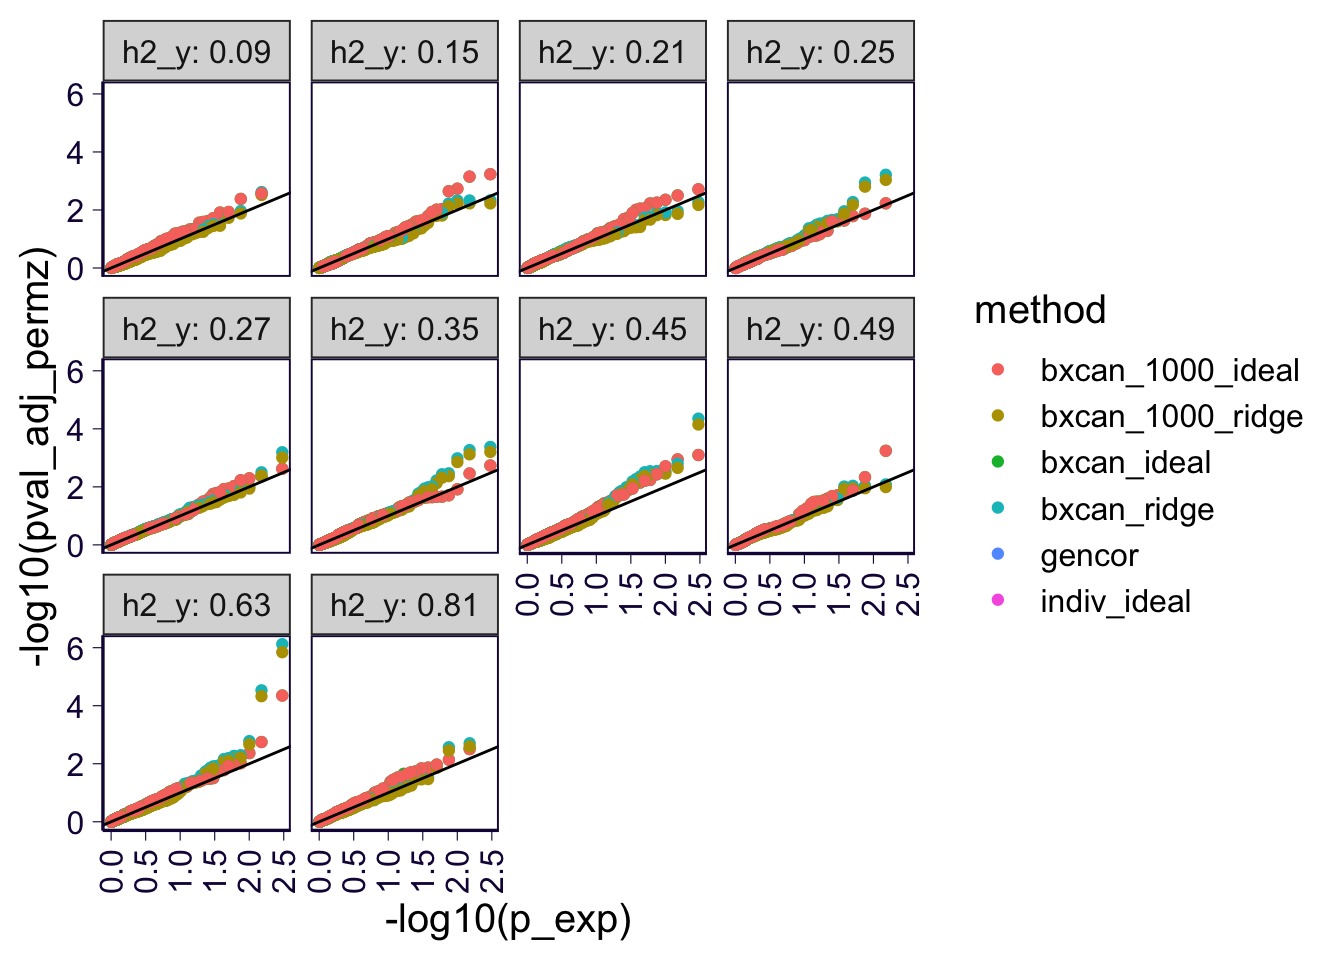 h2_y: 0.09 h2_y: 0.15 h2_y: 0.21 h2_y: 0.25
6
4
2
0
h2_y: 0.27 h2_y: 0.35 h2_y: 0.45 h2_y: 0.49
6
4
2
0
0.0 0.5 1.0 1.5 2.0 2.5 0.0 0.5 1.0 1.5 2.0 2.5
h2_y: 0.63 h2_y: 0.81
6
4
2
0
0.0 0.5 1.0 1.5 2.0 2.5 0.0 0.5 1.0 1.5 2.0 2.5
-log10(p_exp)
-log10(pval_adj_permz)
method
bxcan_1000_ideal
bxcan_1000_ridge
bxcan_ideal
bxcan_ridge
gencor
indiv_ideal